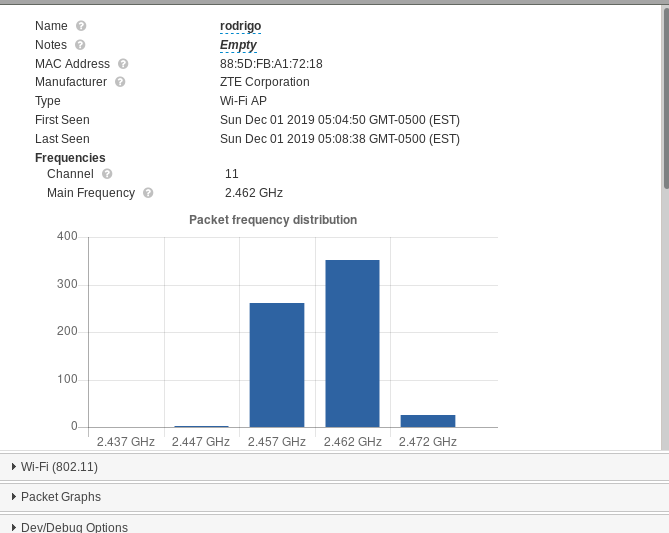 Name rodrigo
Notes Empty
MAC Address 88:5D:FB:A1:72:18
Manufacturer ZTE Corporation
Type Wi-Fi AP
First Seen Sun Dec 01 2019 05:04:50 GMT-0500 (EST)
Last Seen Sun Dec 01 2019 05:08:38 GMT-0500 (EST)
Frequencies
Channel 11
Main Frequency 2.462 GHz
Packet frequency distribution
400
300
200
100
0
2.437 GHz 2.447 GHz 2.457 GHz 2.462 GHz 2.472 GHz
Wi-Fi (802.11)
Packet Graphs
Dev/Debug Options